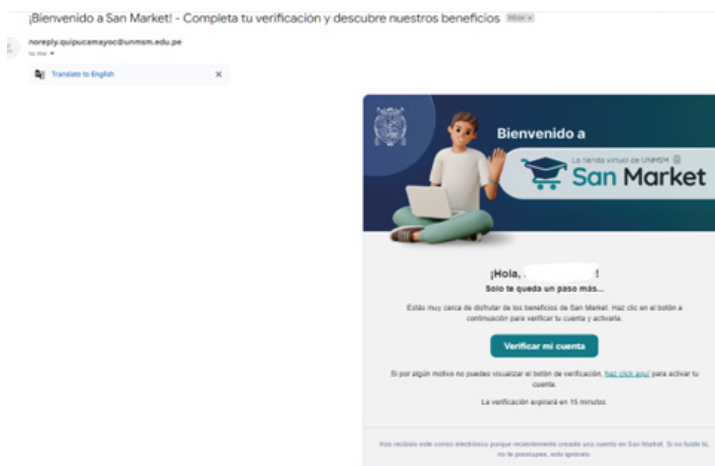 ¡Bienvenido a San Market! - Completa tu verificación y descubre nuestros beneficios Inbox x
noreply.quipucamayoc@unmsm.edu.pe
to me
Translate to English
Bienvenido a
La tienda virtual de UNMSM
San Market
¡Hola, !
Solo te queda un paso más...
Estás muy cerca de disfrutar de los beneficios de San Market. Haz clic en el botón a
continuación para verificar tu cuenta y activarla.
Verificar mi cuenta
Si por algún motivo no puedes visualizar el botón de verificación, haz click aquí para activar tu
cuenta.
La verificación expirará en 15 minutos.
Has recibido este correo electrónico porque recientemente creaste una cuenta en San Market. Si no fuiste tú,
no te preocupes, solo ignóralo.